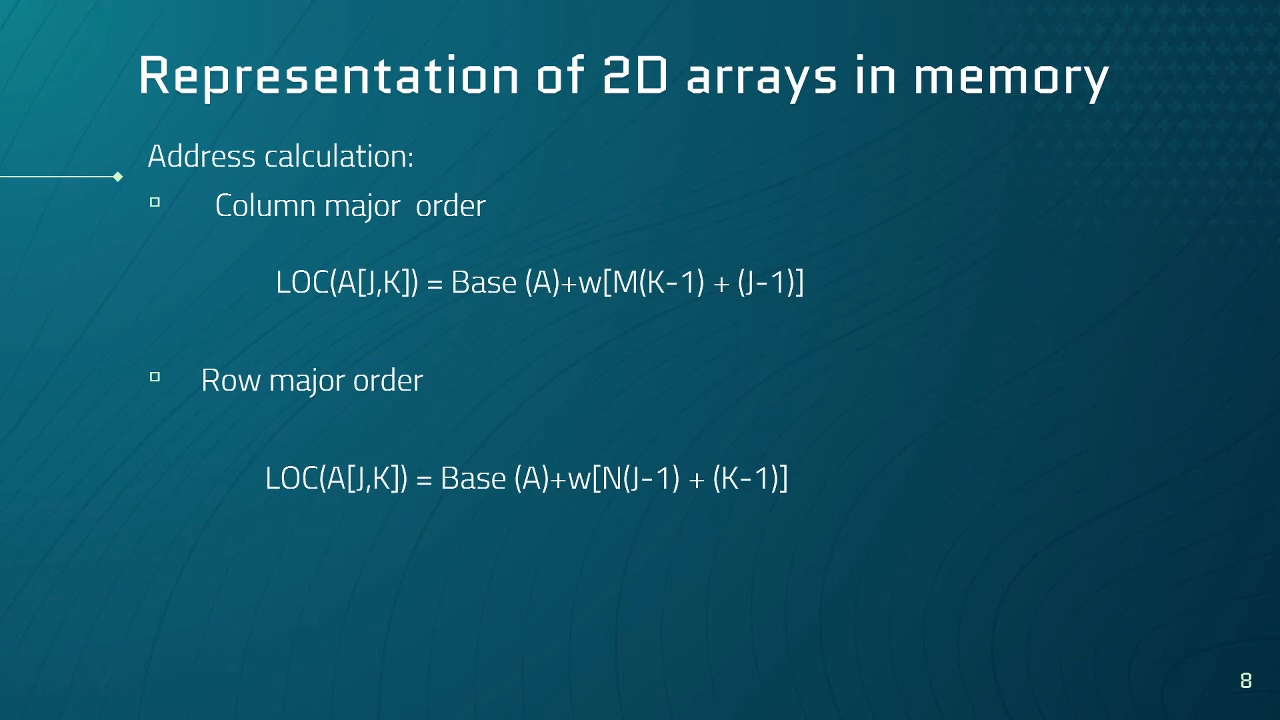 Representation of 2D arrays in memory
Address calculation:
Column major order
LOC(A[J,K]) = Base (A)+w[M(K-1) + (J-1)]
Row major order
LOC(A[J,K]) = Base (A)+w[N(J-1) + (K-1)]
8